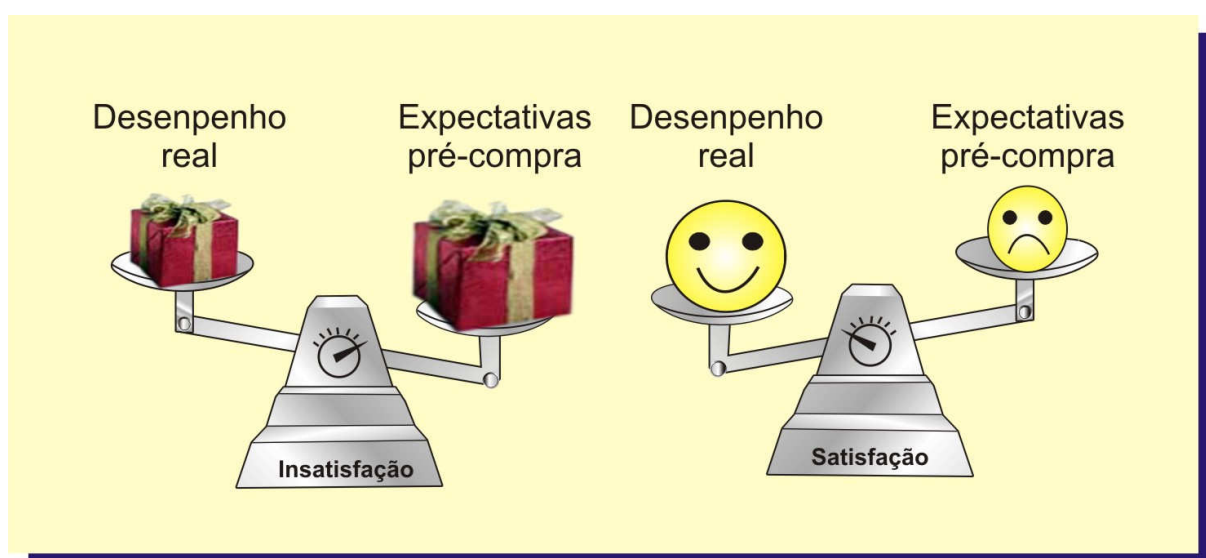 Desenpenho
real
Expectativas
pré-compra
Desenpenho
real
Expectativas
pré-compra
Insatisfação
Satisfação